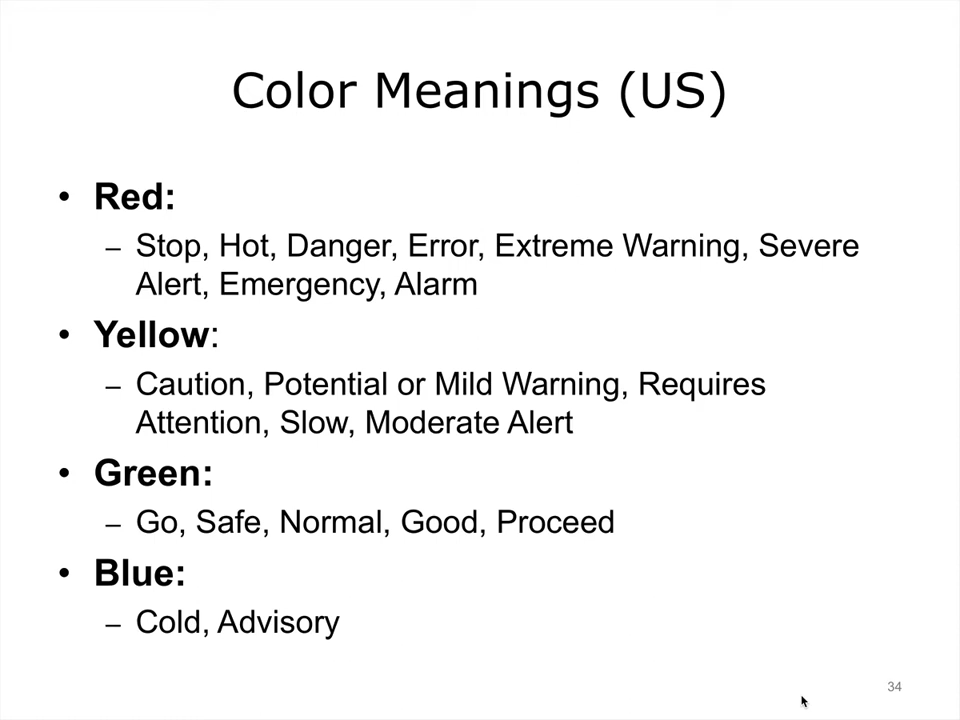 Color Meanings (US)
• Red:
– Stop, Hot, Danger, Error, Extreme Warning, Severe
Alert, Emergency, Alarm
• Yellow:
– Caution, Potential or Mild Warning, Requires
Attention, Slow, Moderate Alert
• Green:
– Go, Safe, Normal, Good, Proceed
• Blue:
– Cold, Advisory
34